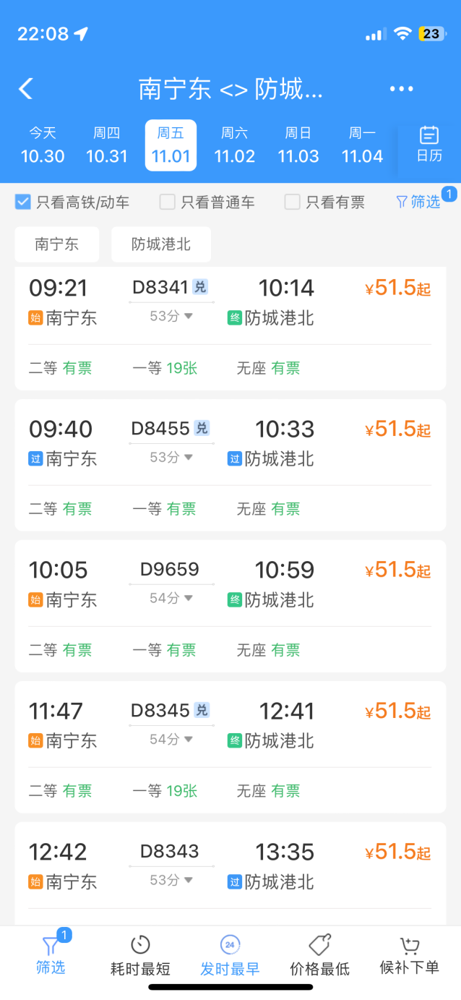 22:08 23
南宁东 <> 防城...
今天 周四 周五 周六 周日 周一
10.30 10.31 11.01 11.02 11.03 11.04 日历
只看高铁/动车 只看普通车 只看有票 筛选 1
南宁东 防城港北
09:21 D8341 兑 10:14 ¥51.5起
始 南宁东 53分 终 防城港北
二等 有票 一等 19张 无座 有票
09:40 D8455 兑 10:33 ¥51.5起
过 南宁东 53分 过 防城港北
二等 有票 一等 有票 无座 有票
10:05 D9659 10:59 ¥51.5起
始 南宁东 54分 终 防城港北
二等 有票 一等 有票 无座 有票
11:47 D8345 兑 12:41 ¥51.5起
始 南宁东 54分 终 防城港北
二等 有票 一等 19张 无座 有票
12:42 D8343 13:35 ¥51.5起
始 南宁东 53分 过 防城港北
1 24
筛选 耗时最短 发时最早 价格最低 候补下单